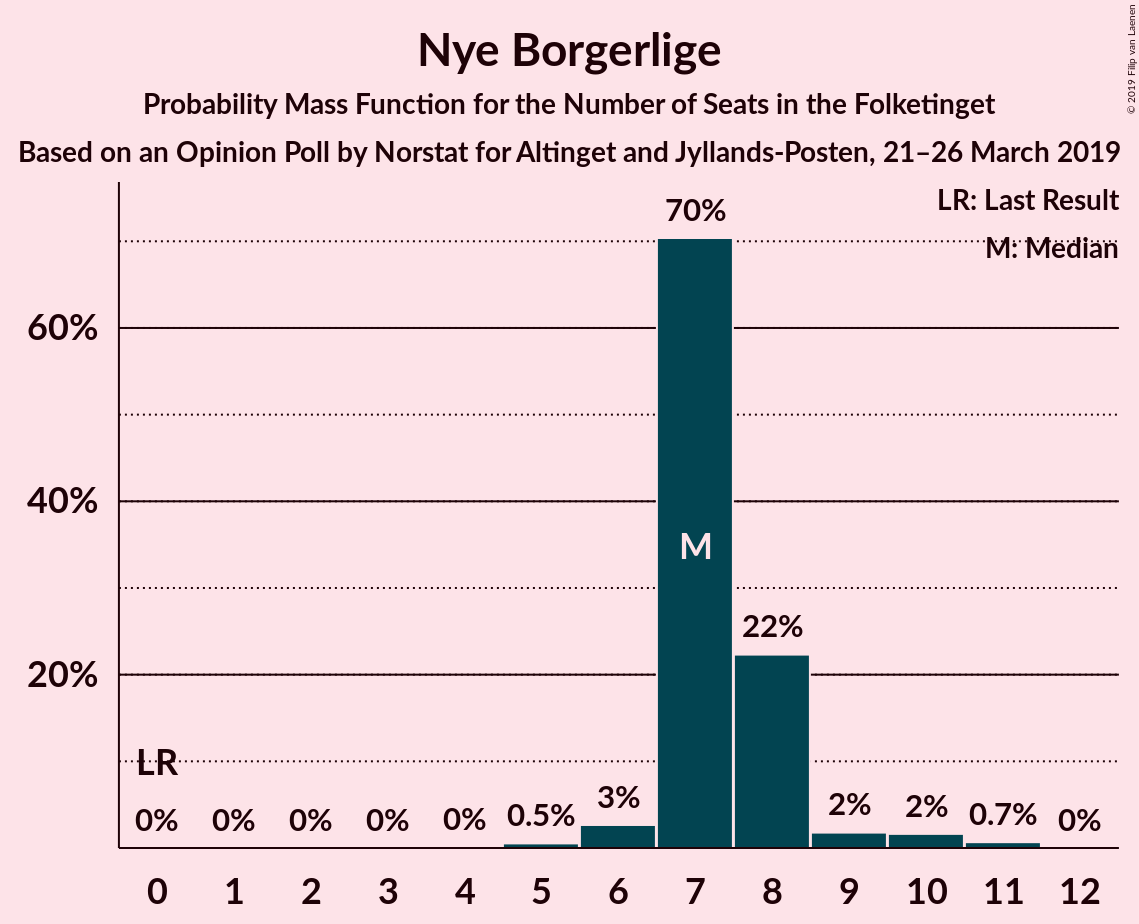 Nye Borgerlige
Probability Mass Function for the Number of Seats in the Folketinget
Based on an Opinion Poll by Norstat for Altinget and Jyllands-Posten, 21–26 March 2019
© 2019 Filip van Laenen
LR: Last Result
M: Median
70%
60%
40%
M
22%
20%
LR
0% 0% 0% 0% 0% 0.5% 3% 2% 2% 0.7% 0%
0 1 2 3 4 5 6 7 8 9 10 11 12